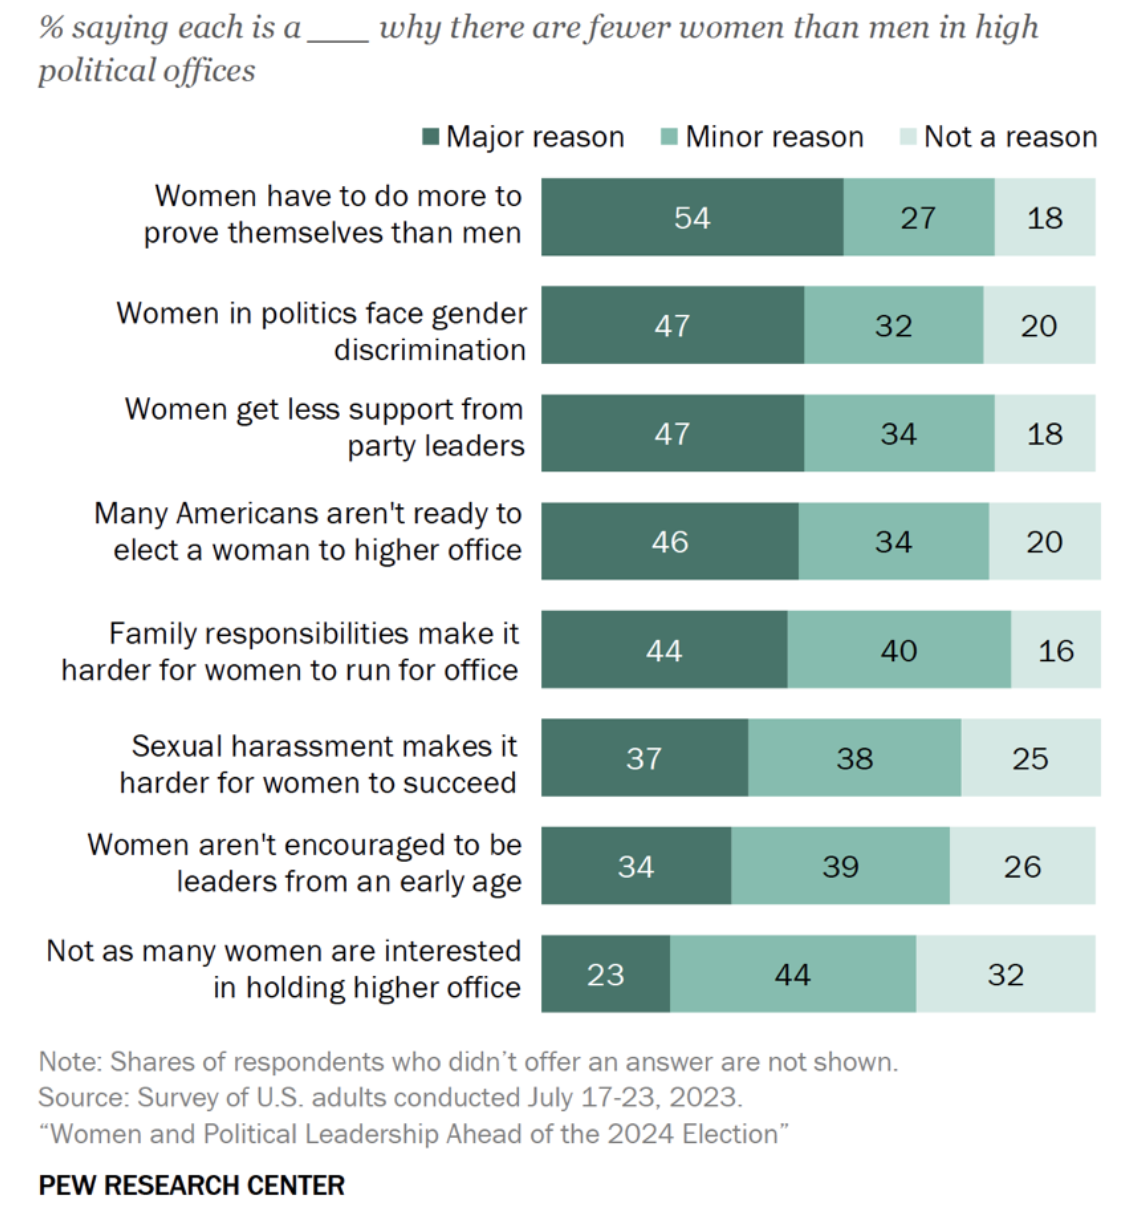 % saying each is a ___ why there are fewer women than men in high
political offices
Major reason Minor reason Not a reason
Women have to do more to
prove themselves than men
54 27 18
Women in politics face gender
discrimination
47 32 20
Women get less support from
party leaders
47 34 18
Many Americans aren't ready to
elect a woman to higher office
46 34 20
Family responsibilities make it
harder for women to run for office
44 40 16
Sexual harassment makes it
harder for women to succeed
37 38 25
Women aren't encouraged to be
leaders from an early age
34 39 26
Not as many women are interested
in holding higher office
23 44 32
Note: Shares of respondents who didn’t offer an answer are not shown.
Source: Survey of U.S. adults conducted July 17-23, 2023.
“Women and Political Leadership Ahead of the 2024 Election”
PEW RESEARCH CENTER